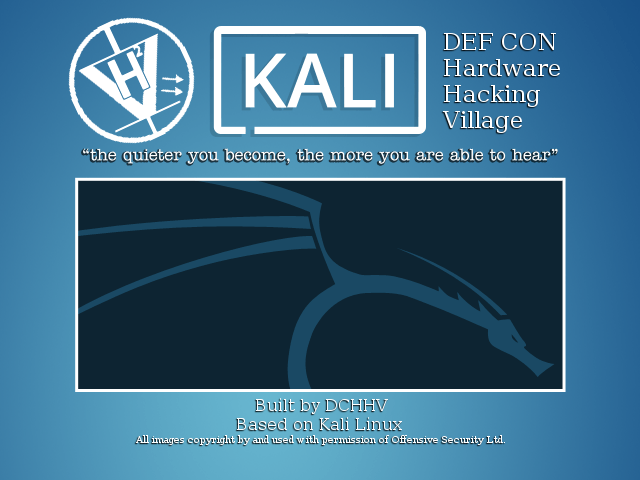 H²
V
KALI
DEF CON
Hardware
Hacking
Village
“the quieter you become, the more you are able to hear”
Built by DCHHV
Based on Kali Linux
All images copyright by and used with permission of Offensive Security Ltd.